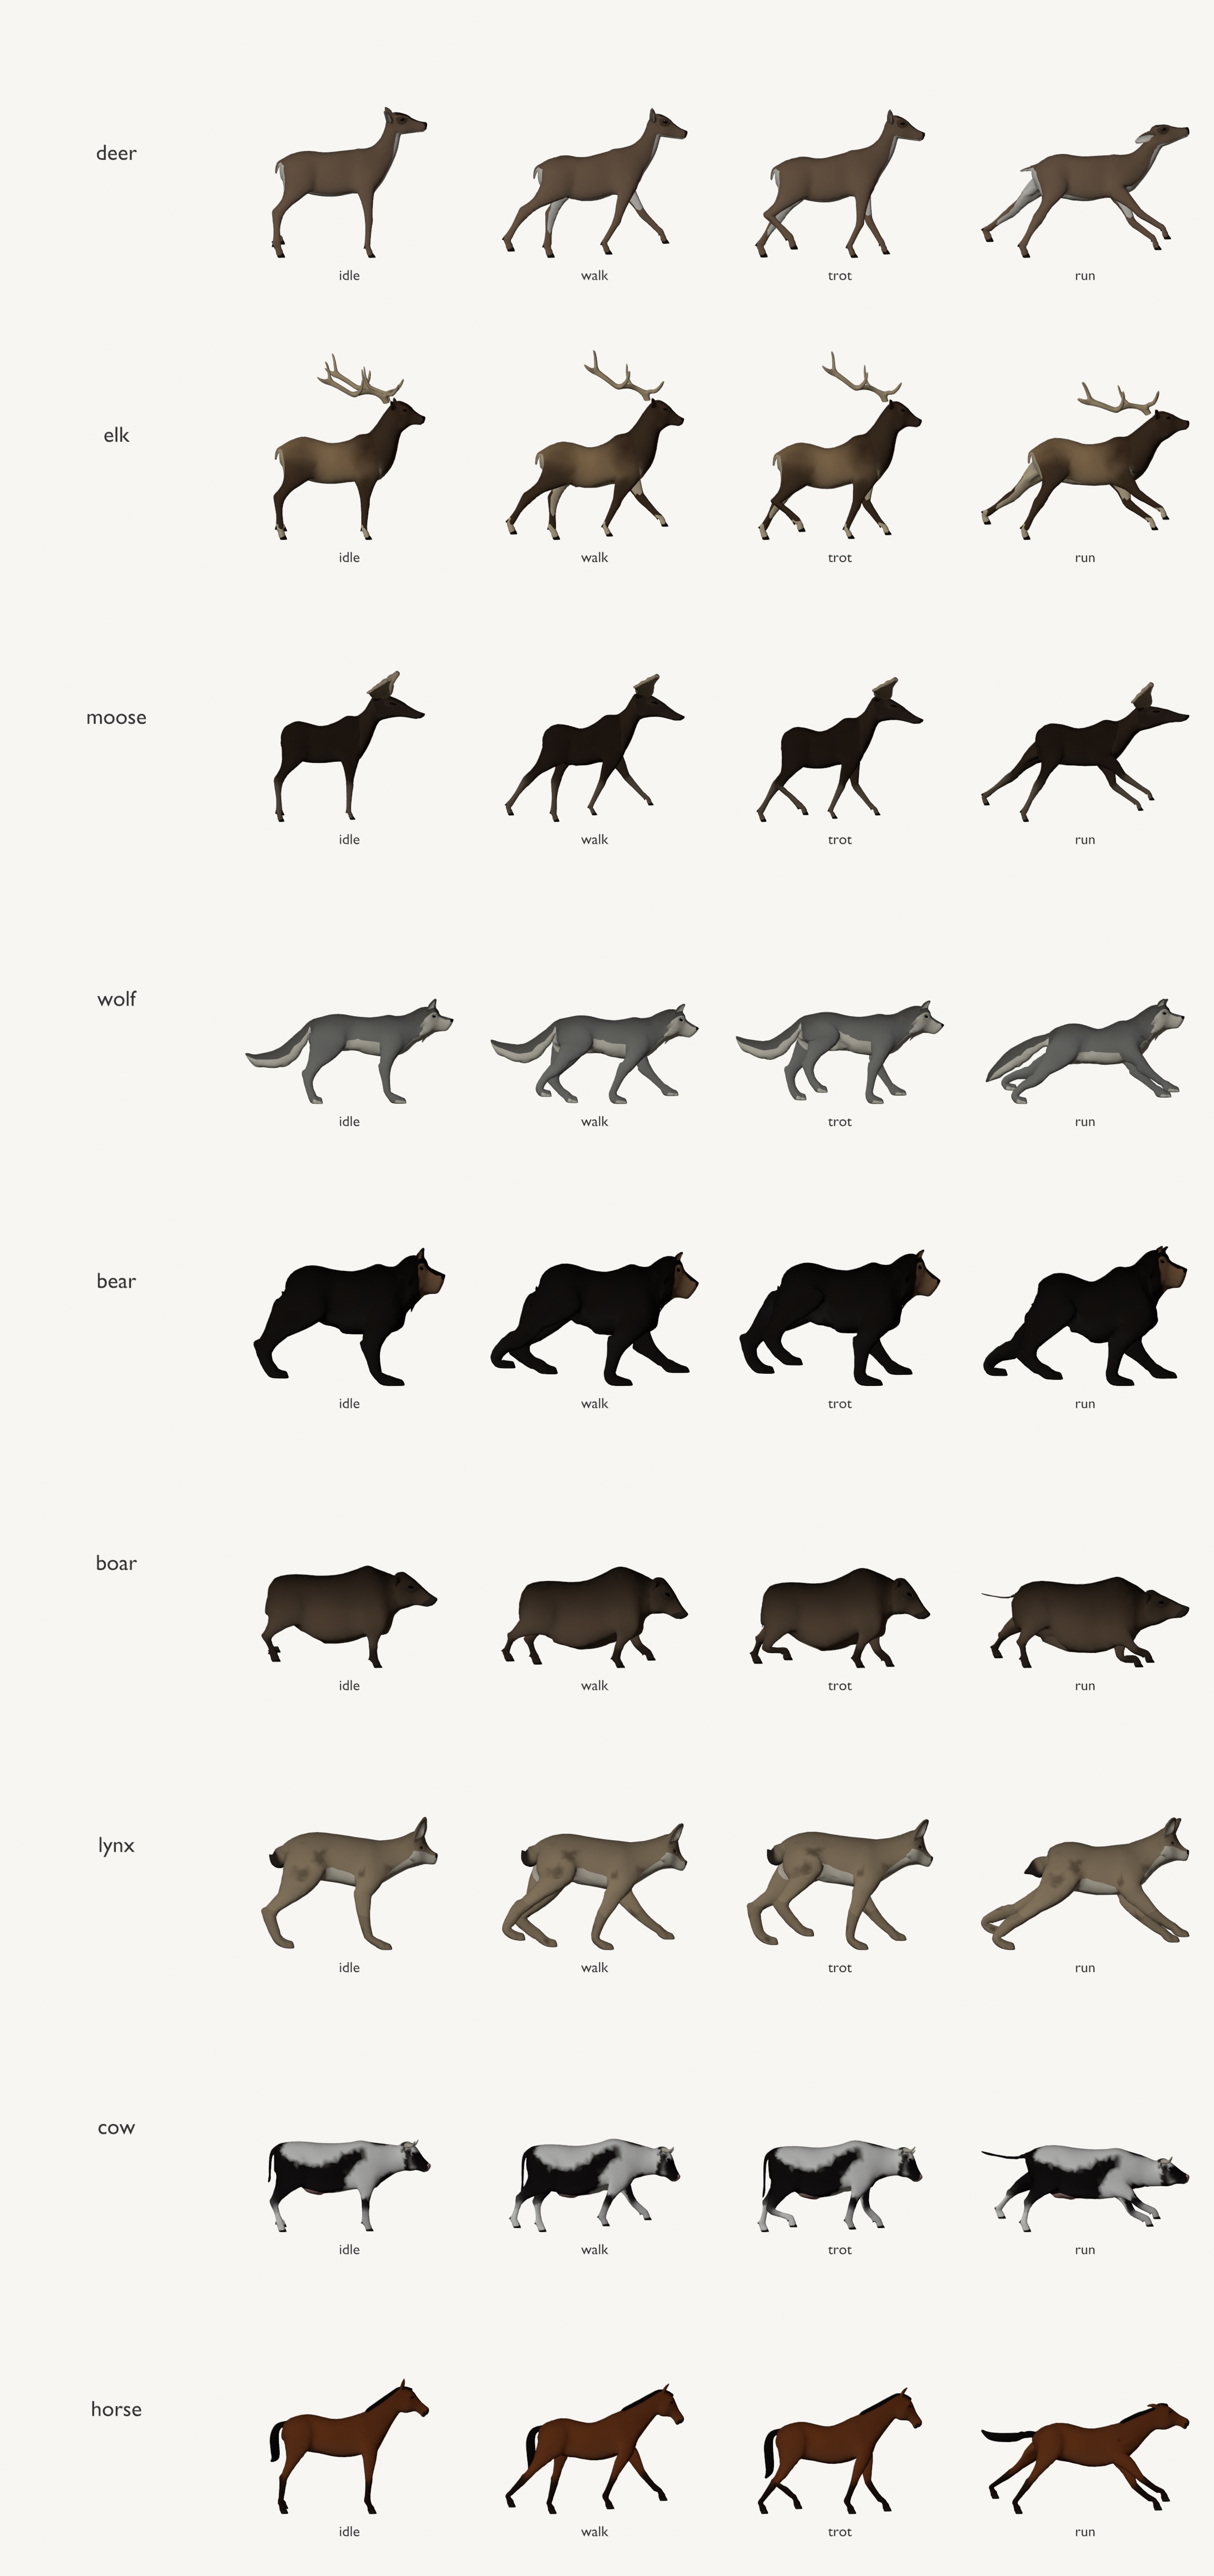 deer
idle walk trot run
elk
idle walk trot run
moose
idle walk trot run
wolf
idle walk trot run
bear
idle walk trot run
boar
idle walk trot run
lynx
idle walk trot run
cow
idle walk trot run
horse
idle walk trot run